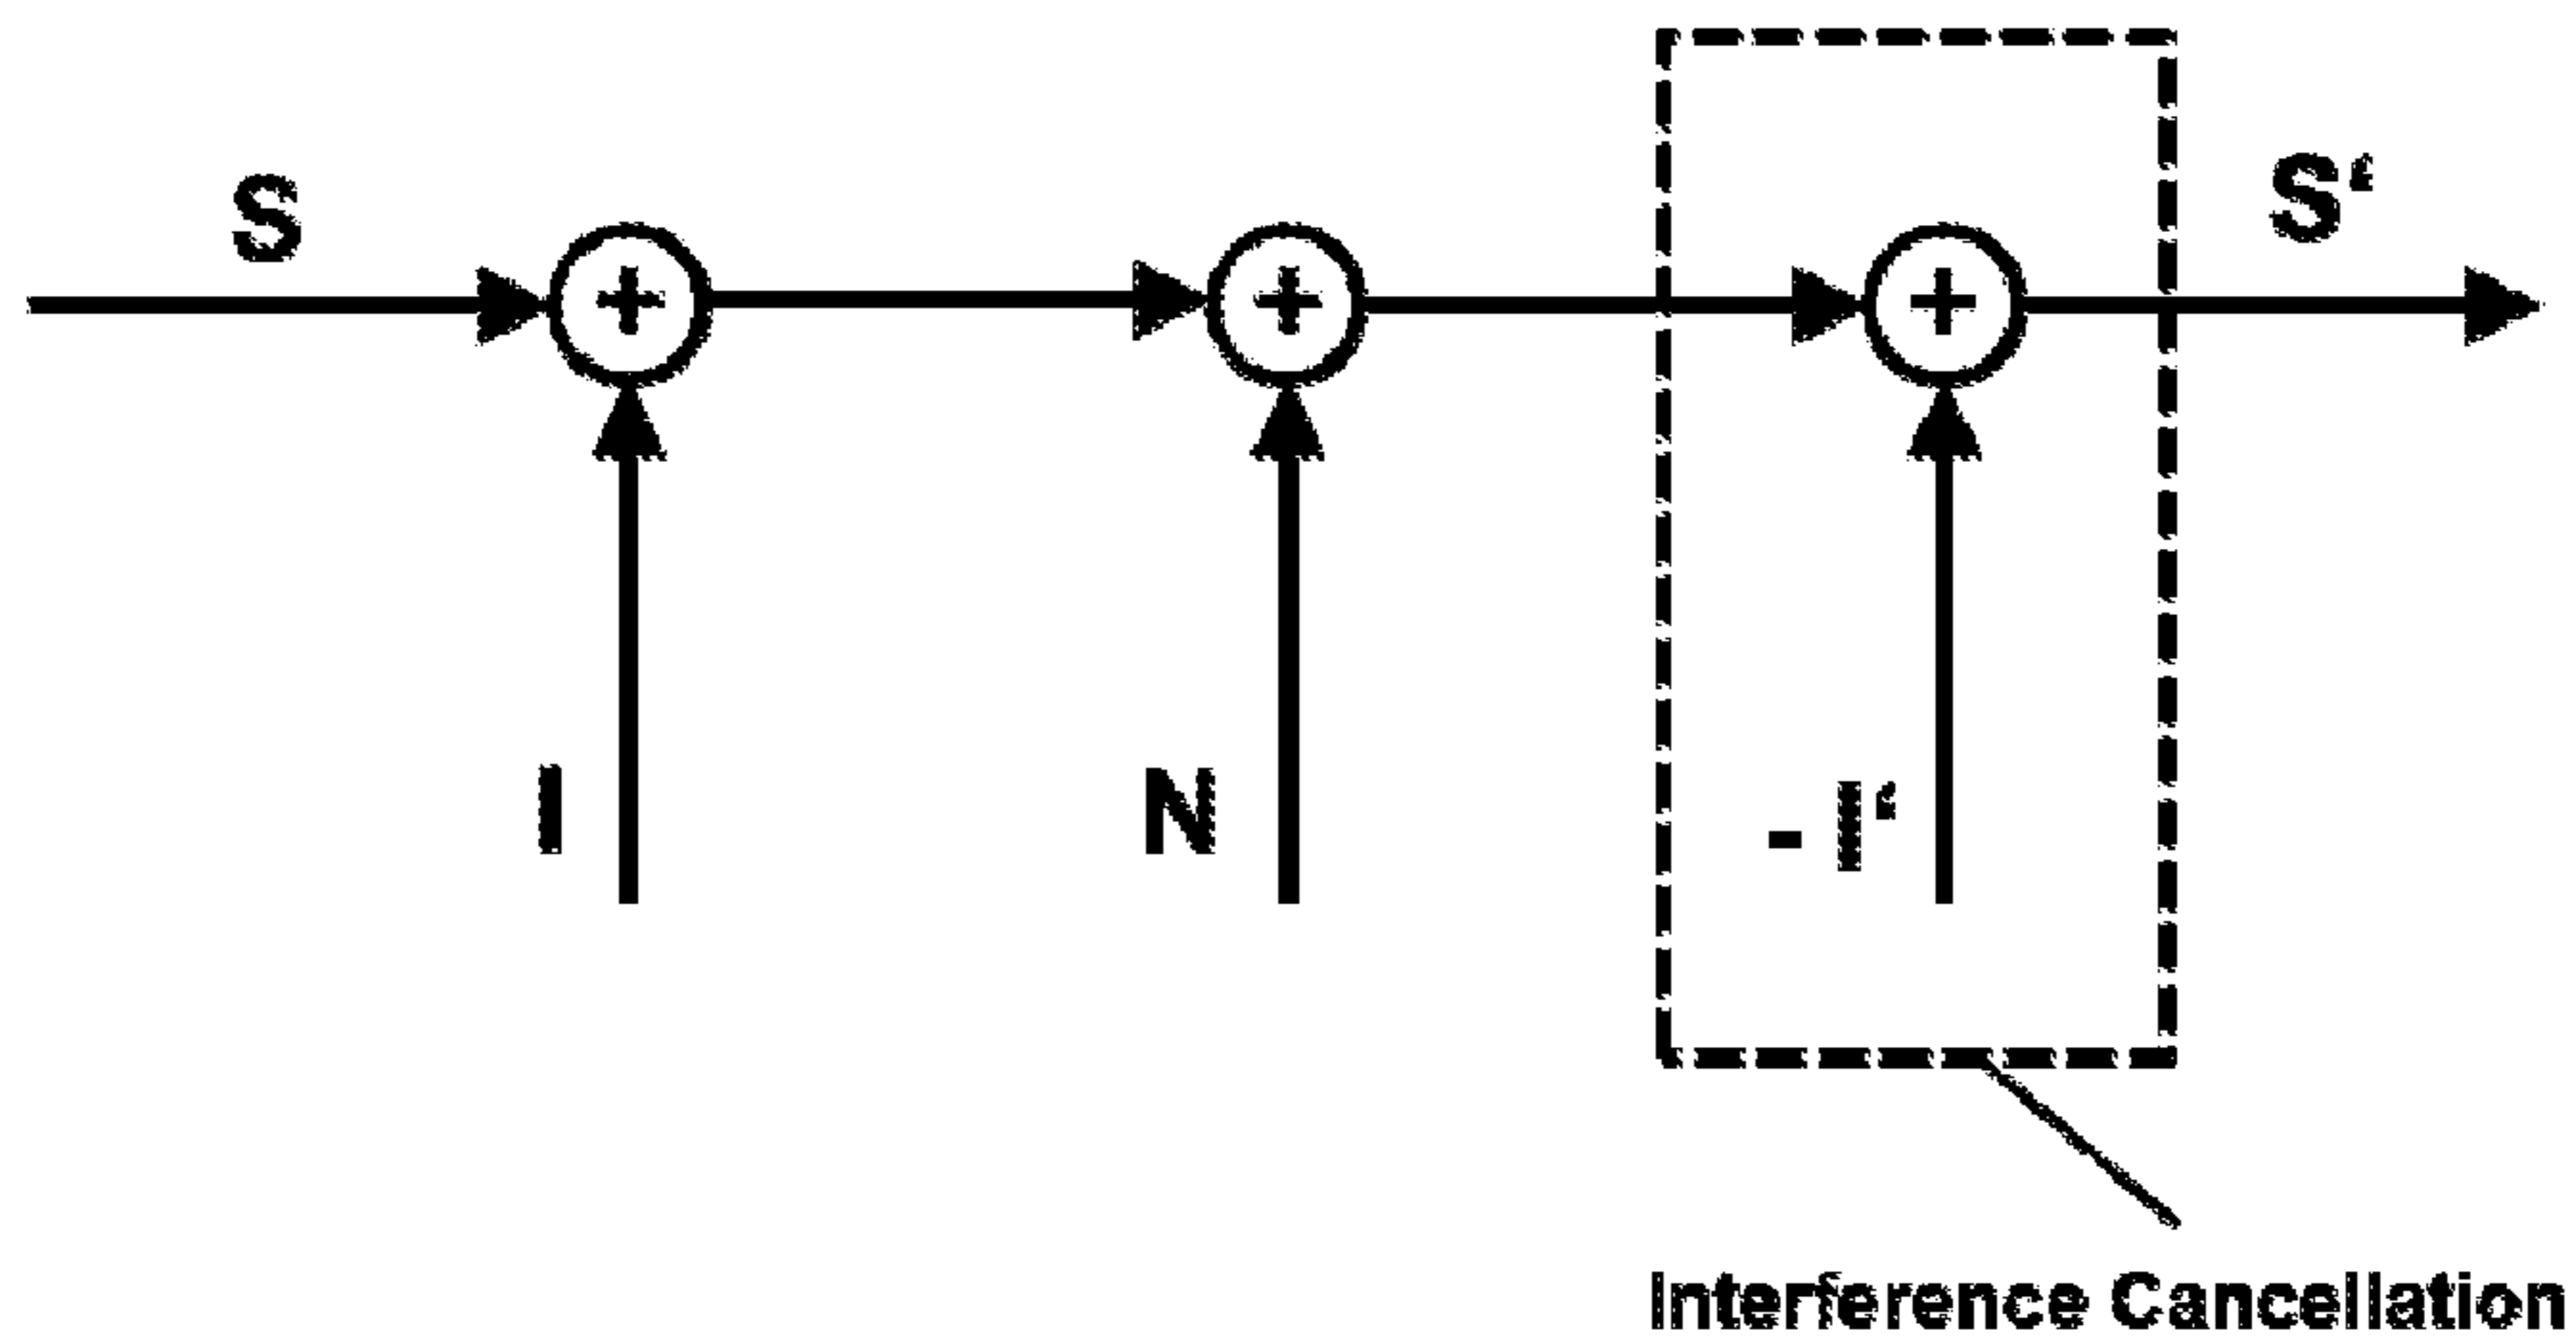 S
S‘
+
+
+
I
N
- I‘
Interference Cancellation